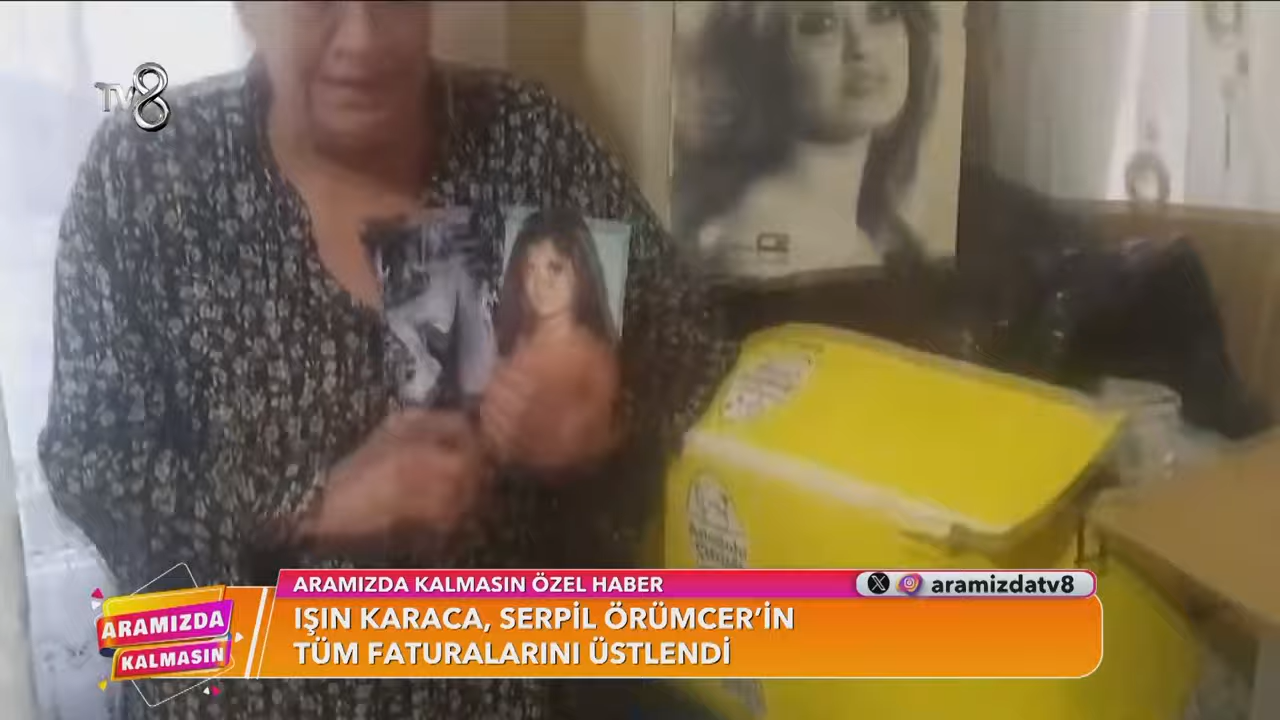 TV8
ARAMIZDA KALMASIN ÖZEL HABER
aramizdatv8
IŞIN KARACA, SERPİL ÖRÜMCER'İN
TÜM FATURALARINI ÜSTLENDİ
ARAMIZDA
KALMASIN